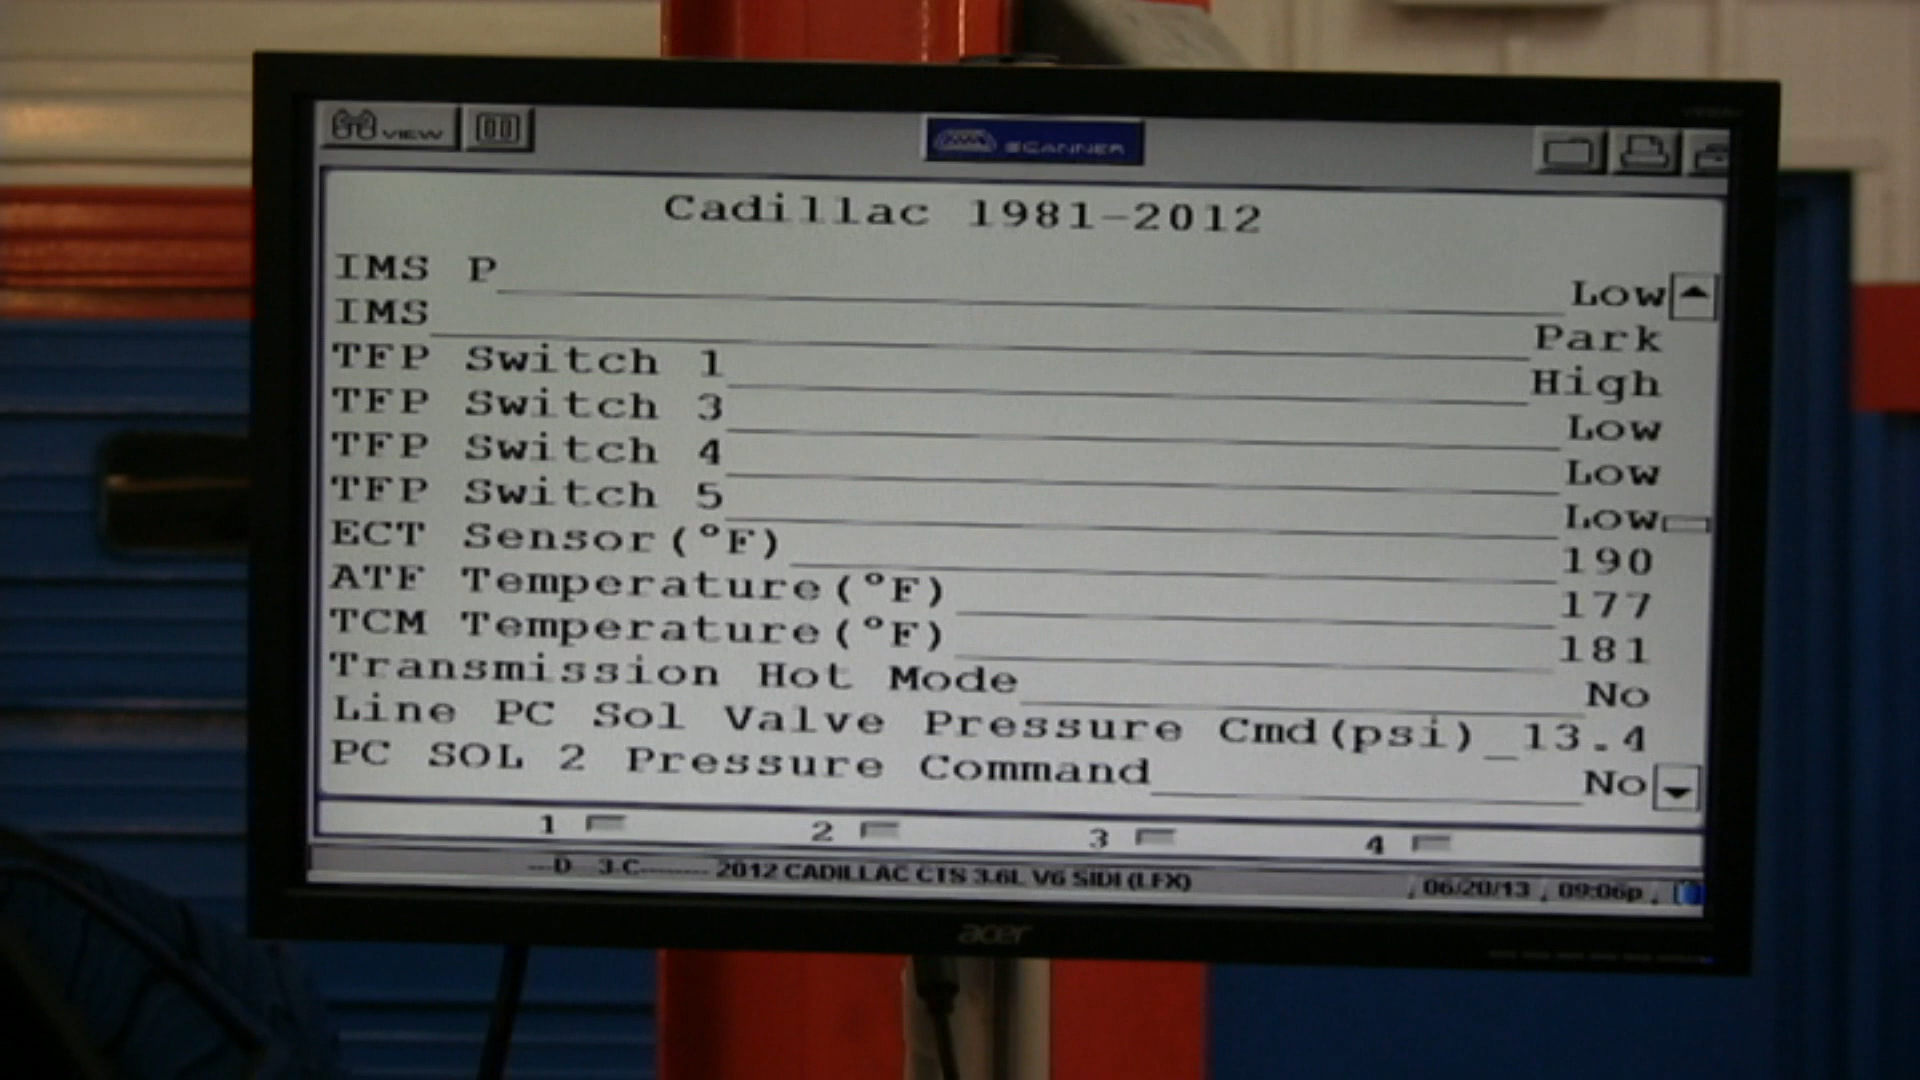 VIEW
SCANNER
Cadillac 1981-2012
IMS P Low
IMS Park
TFP Switch 1 High
TFP Switch 3 Low
TFP Switch 4 Low
TFP Switch 5 Low
ECT Sensor(°F) 190
ATF Temperature(°F) 177
TCM Temperature(°F) 181
Transmission Hot Mode No
Line PC Sol Valve Pressure Cmd(psi) 13.4
PC SOL 2 Pressure Command No
1 2 3 4
---D 3-C------- 2012 CADILLAC CTS 3.6L V6 SIDI (LFX) , 06/20/13 , 09:06p ,
acer